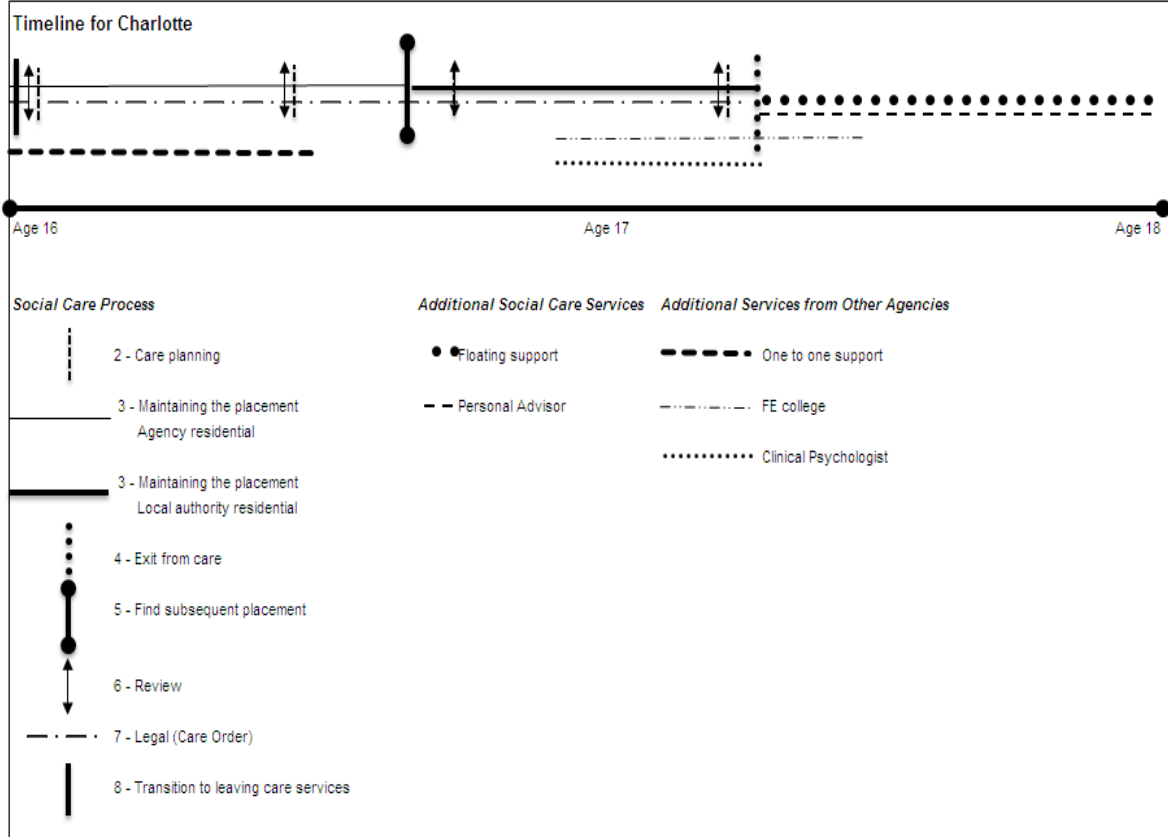 Timeline for Charlotte
Age 16
Age 17
Age 18
Social Care Process
Additional Social Care Services
Additional Services from Other Agencies
2 - Care planning
Floating support
One to one support
3 - Maintaining the placement
Agency residential
Personal Advisor
FE college
3 - Maintaining the placement
Local authority residential
Clinical Psychologist
4 - Exit from care
5 - Find subsequent placement
6 - Review
7 - Legal (Care Order)
8 - Transition to leaving care services